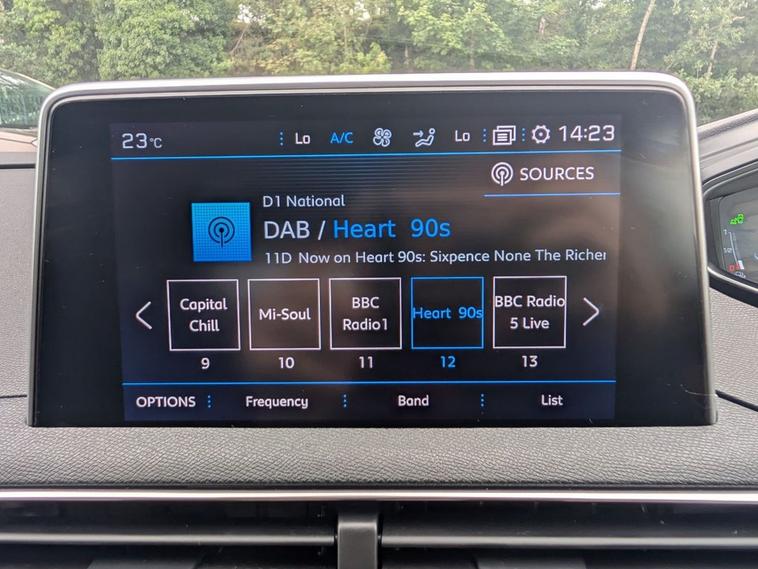 23°C Lo A/C Lo 14:23
SOURCES
D1 National
DAB / Heart 90s
11D Now on Heart 90s: Sixpence None The Richer
Capital Chill
Mi-Soul
BBC Radio1
Heart 90s
BBC Radio 5 Live
9 10 11 12 13
OPTIONS Frequency Band List